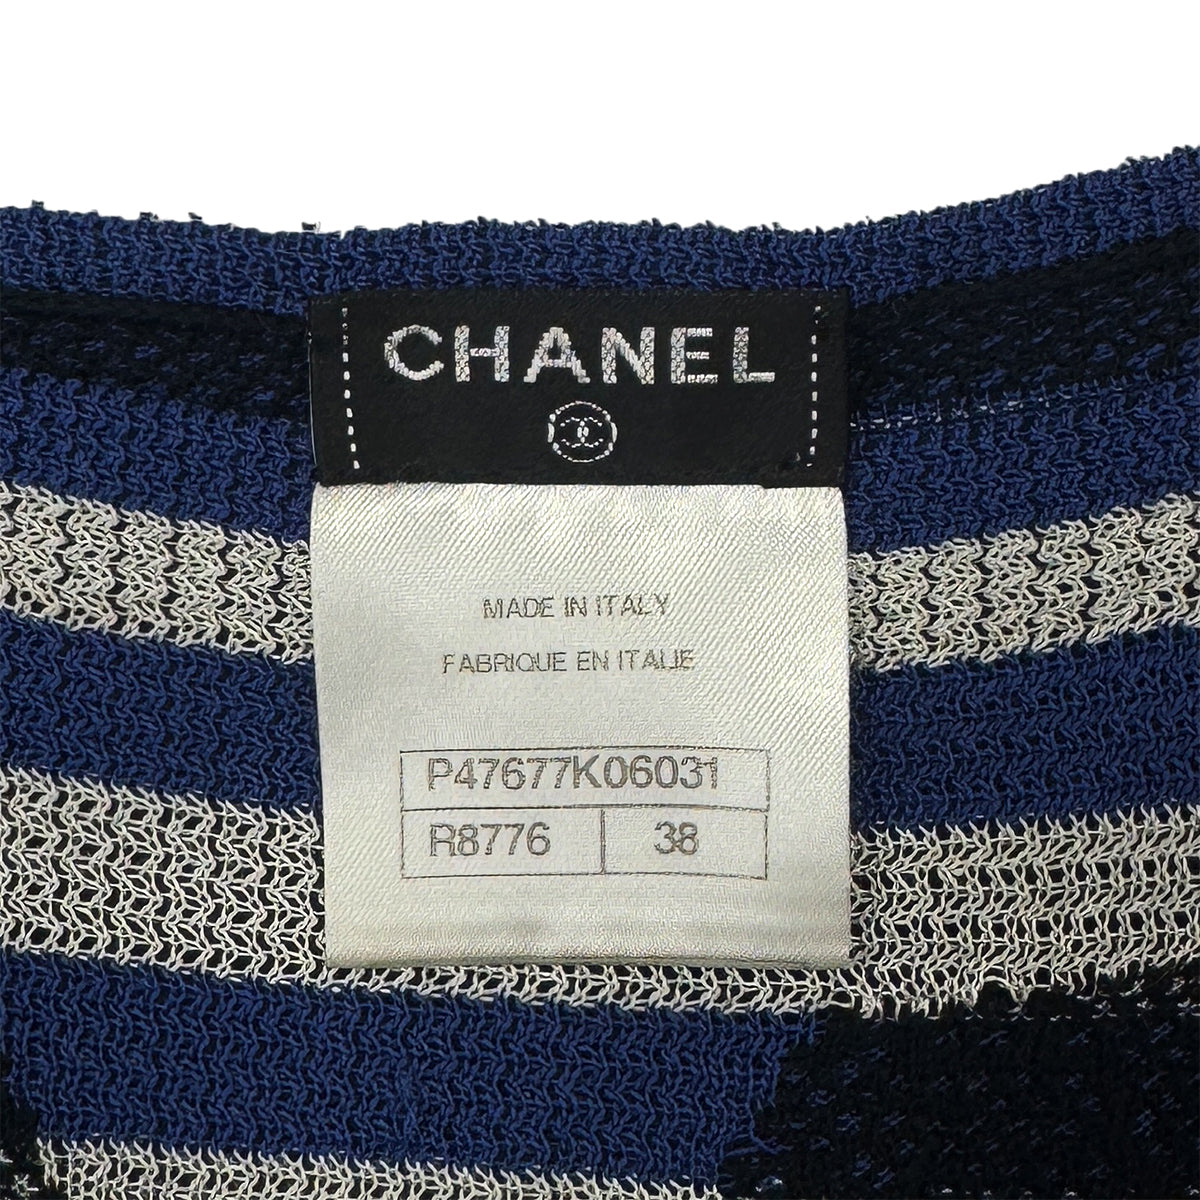 CHANEL
MADE IN ITALY
FABRIQUE EN ITALIE
P47677K06031
R8776 38